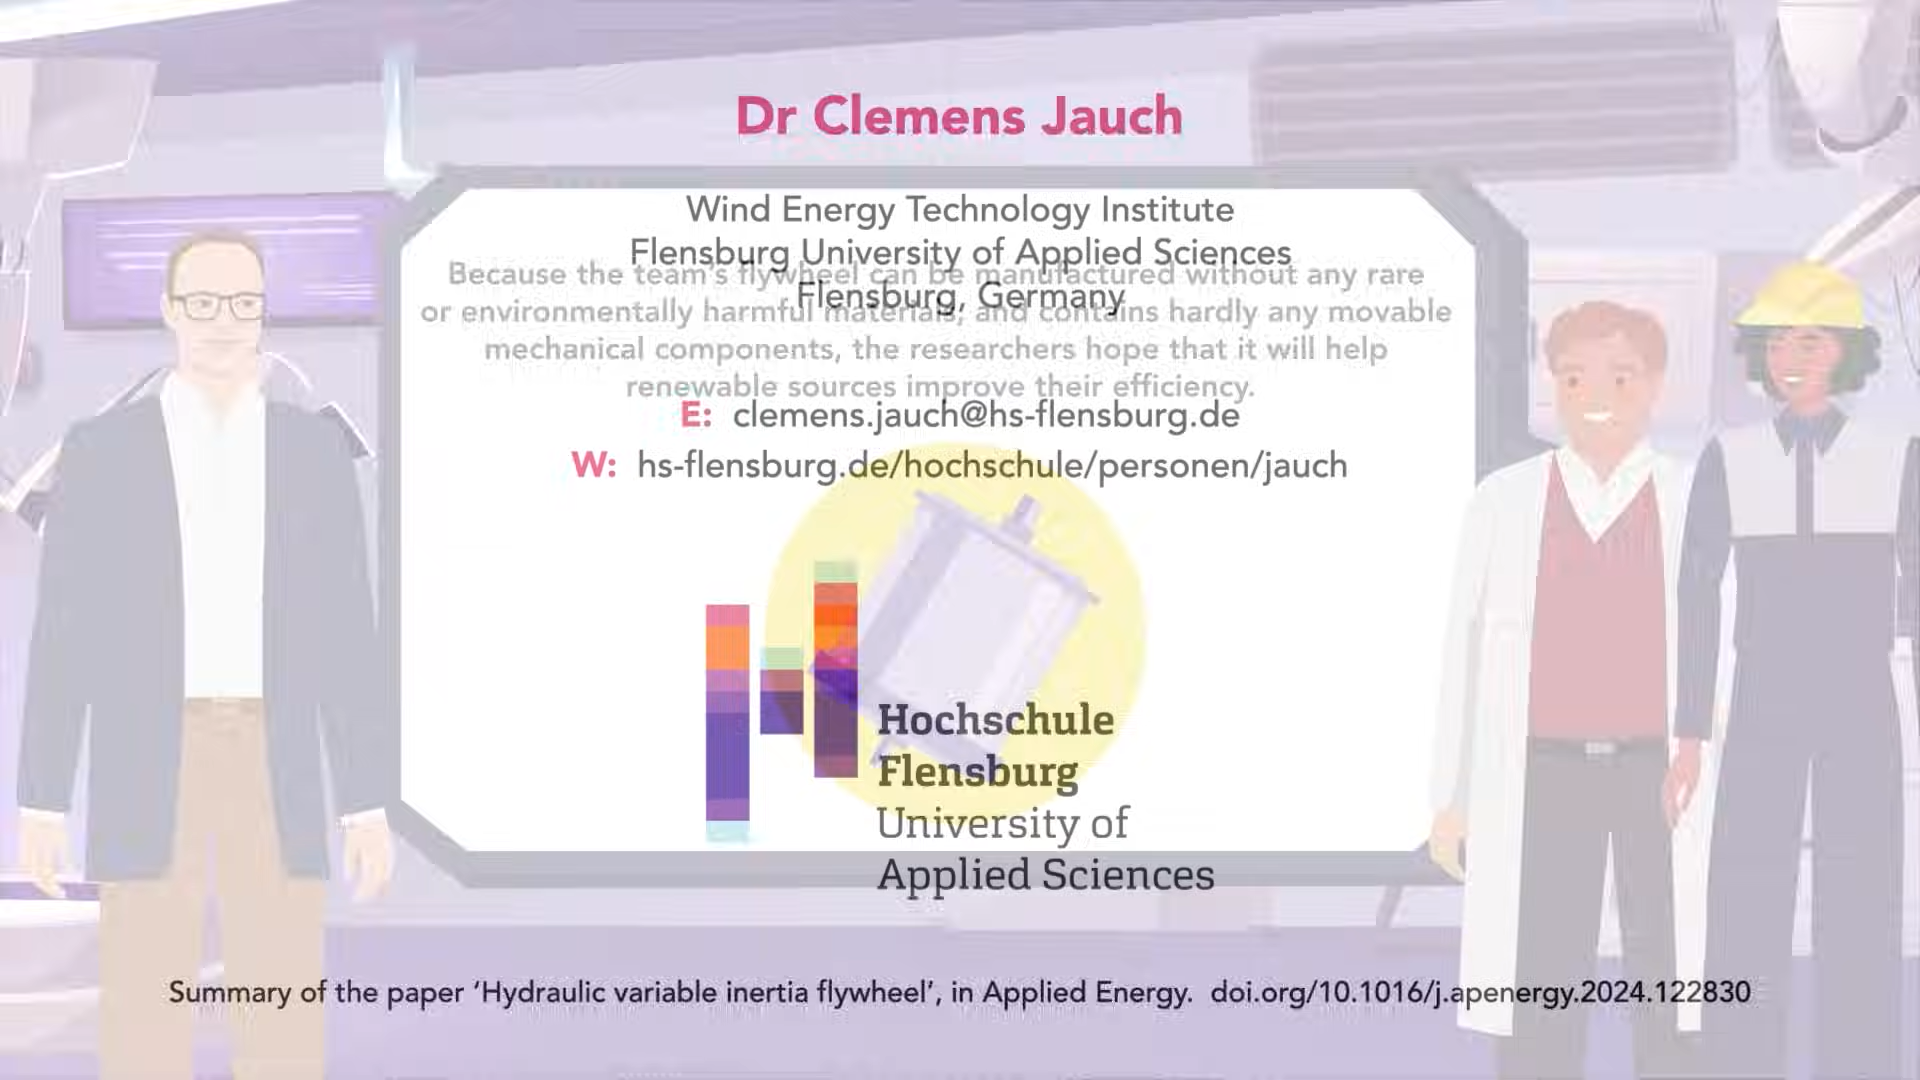 Dr Clemens Jauch
Wind Energy Technology Institute
Flensburg University of Applied Sciences
Flensburg, Germany
Because the team's flywheel can be manufactured without any rare
or environmentally harmful materials, and contains hardly any movable
mechanical components, the researchers hope that it will help
renewable sources improve their efficiency.
E: clemens.jauch@hs-flensburg.de
W: hs-flensburg.de/hochschule/personen/jauch
Hochschule
Flensburg
University of
Applied Sciences
Summary of the paper ‘Hydraulic variable inertia flywheel’, in Applied Energy. doi.org/10.1016/j.apenergy.2024.122830